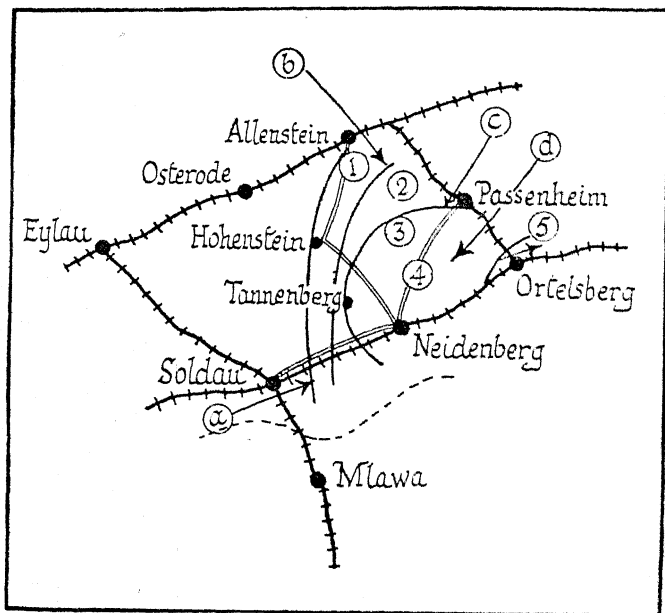 b
Allenstein
c
1
d
Osterode
2
Passenheim
Eylau
Hohenstein
3
5
4
Tannenberg
Ortelsberg
Neidenberg
Soldau
a
Mlawa